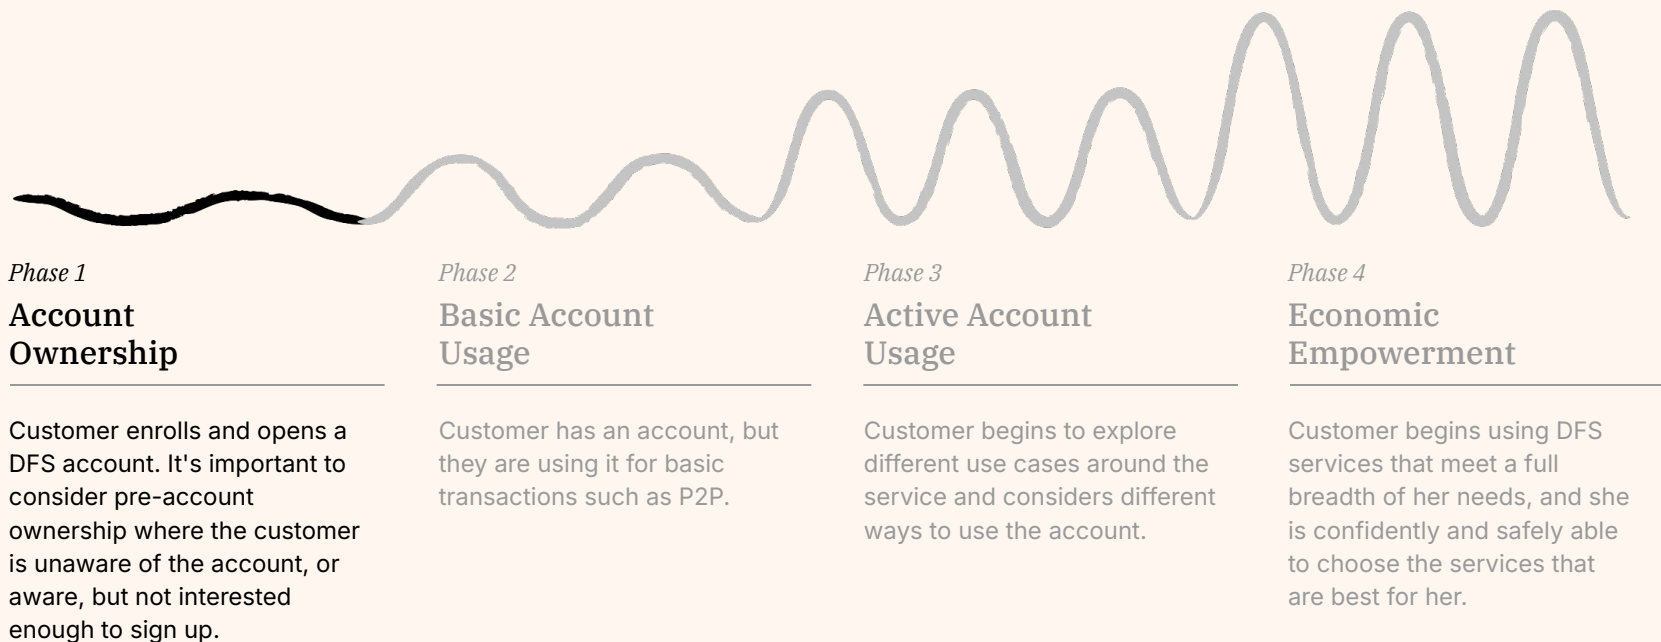 Phase 1
Account
Ownership
Customer enrolls and opens a
DFS account. It's important to
consider pre-account
ownership where the customer
is unaware of the account, or
aware, but not interested
enough to sign up.
Phase 2
Basic Account
Usage
Customer has an account, but
they are using it for basic
transactions such as P2P.
Phase 3
Active Account
Usage
Customer begins to explore
different use cases around the
service and considers different
ways to use the account.
Phase 4
Economic
Empowerment
Customer begins using DFS
services that meet a full
breadth of her needs, and she
is confidently and safely able
to choose the services that
are best for her.